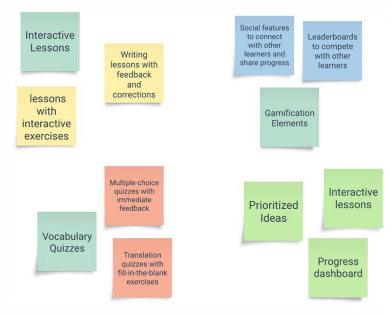 Interactive
Lessons
Writing
lessons with
feedback
and
corrections
lessons
with
interactive
exercises
Social features
to connect
with other
learners and
share progress
Leaderboards
to compete
with other
learners
Gamification
Elements
Multiple-choice
quizzes with
immediate
feedback
Vocabulary
Quizzes
Translation
quizzes with
fill-in-the-blank
exercises
Prioritized
Ideas
Interactive
lessons
Progress
dashboard